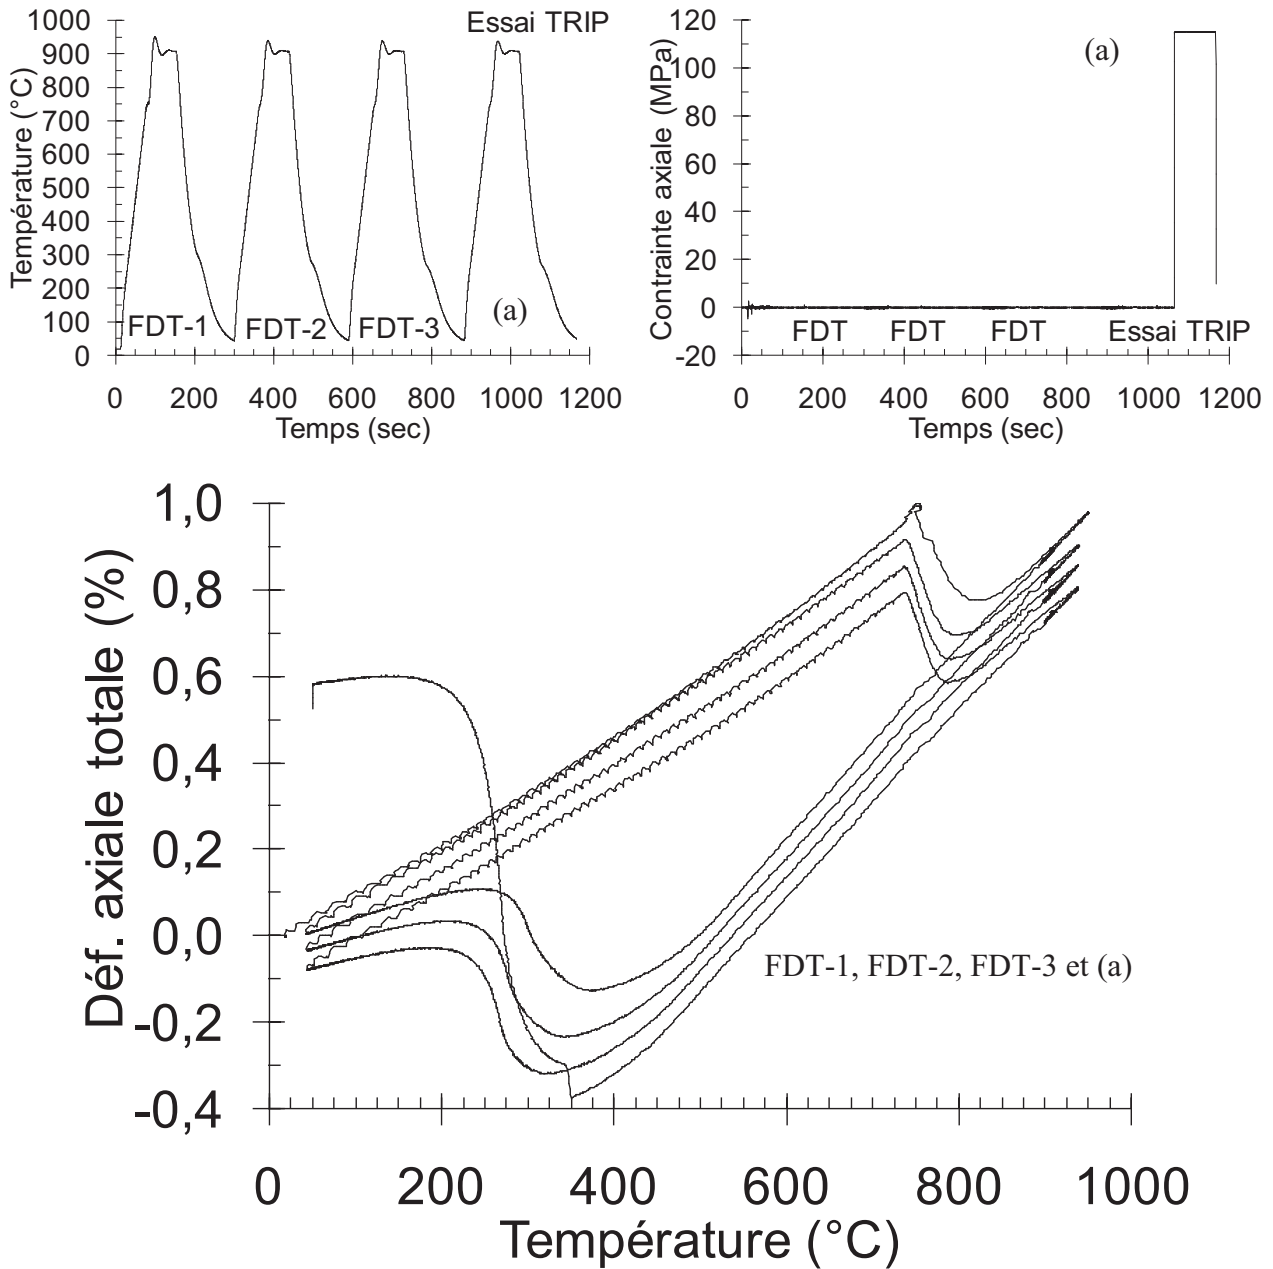 Essai TRIP
Température (°C)
1000
900
800
700
600
500
400
300
200
100
0
FDT-1
FDT-2
FDT-3
(a)
0
200
400
600
800
1000
1200
Temps (sec)
Contrainte axiale (MPa)
120
100
80
60
40
20
0
-20
(a)
FDT
FDT
FDT
Essai TRIP
0
200
400
600
800
1000
1200
Temps (sec)
Déf. axiale totale (%)
1,0
0,8
0,6
0,4
0,2
0,0
-0,2
-0,4
FDT-1, FDT-2, FDT-3 et (a)
0
200
400
600
800
1000
Température (°C)